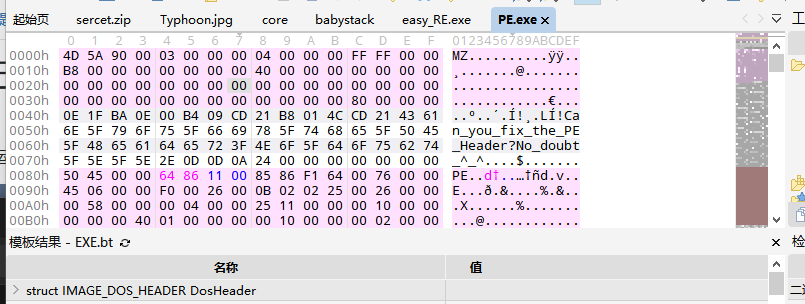 起始页 sercet.zip Typhoon.jpg core babystack easy_RE.exe PE.exe ×
0 1 2 3 4 5 6 7 8 9 A B C D E F 0123456789ABCDEF
0000h 4D 5A 90 00 03 00 00 00 04 00 00 00 FF FF 00 00 MZ..........ÿÿ..
0010h B8 00 00 00 00 00 00 00 40 00 00 00 00 00 00 00 ¸.......@.......
0020h 00 00 00 00 00 00 00 00 00 00 00 00 00 00 00 00 ................
0030h 00 00 00 00 00 00 00 00 00 00 00 00 80 00 00 00 ............€...
0040h 0E 1F BA 0E 00 B4 09 CD 21 B8 01 4C CD 21 43 61 ..º..´.Í!¸.LÍ!Ca
0050h 6E 5F 79 6F 75 5F 66 69 78 5F 74 68 65 5F 50 45 n_you_fix_the_PE
0060h 5F 48 65 61 64 65 72 3F 4E 6F 5F 64 6F 75 62 74 _Header?No_doubt
0070h 5F 5E 5F 5E 2E 0D 0D 0A 24 00 00 00 00 00 00 00 _^_^....$.......
0080h 50 45 00 00 64 86 11 00 85 86 F1 64 00 76 00 00 PE..d†..…†ñd.v..
0090h 45 06 00 00 F0 00 26 00 0B 02 02 25 00 26 00 00 E...ð.&....%.&..
00A0h 00 58 00 00 00 04 00 00 25 11 00 00 00 10 00 00 .X......%.......
00B0h 00 00 00 40 01 00 00 00 00 10 00 00 00 02 00 00 ...@............
模板结果 - EXE.bt ×
名称 值
> struct IMAGE_DOS_HEADER DosHeader